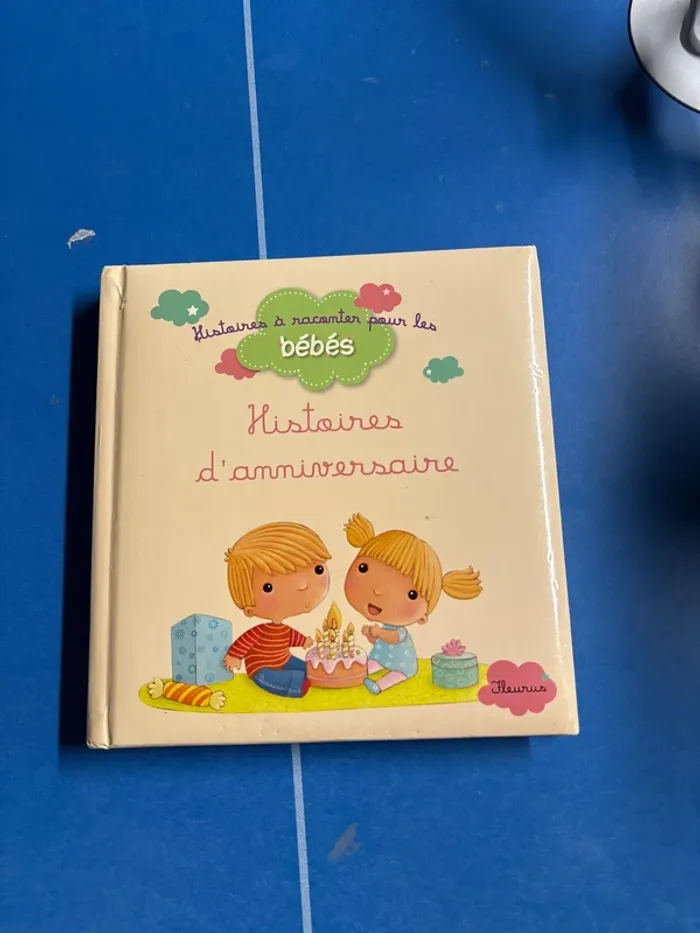 Histoires à raconter pour les
bébés
Histoires
d'anniversaire
Fleurus